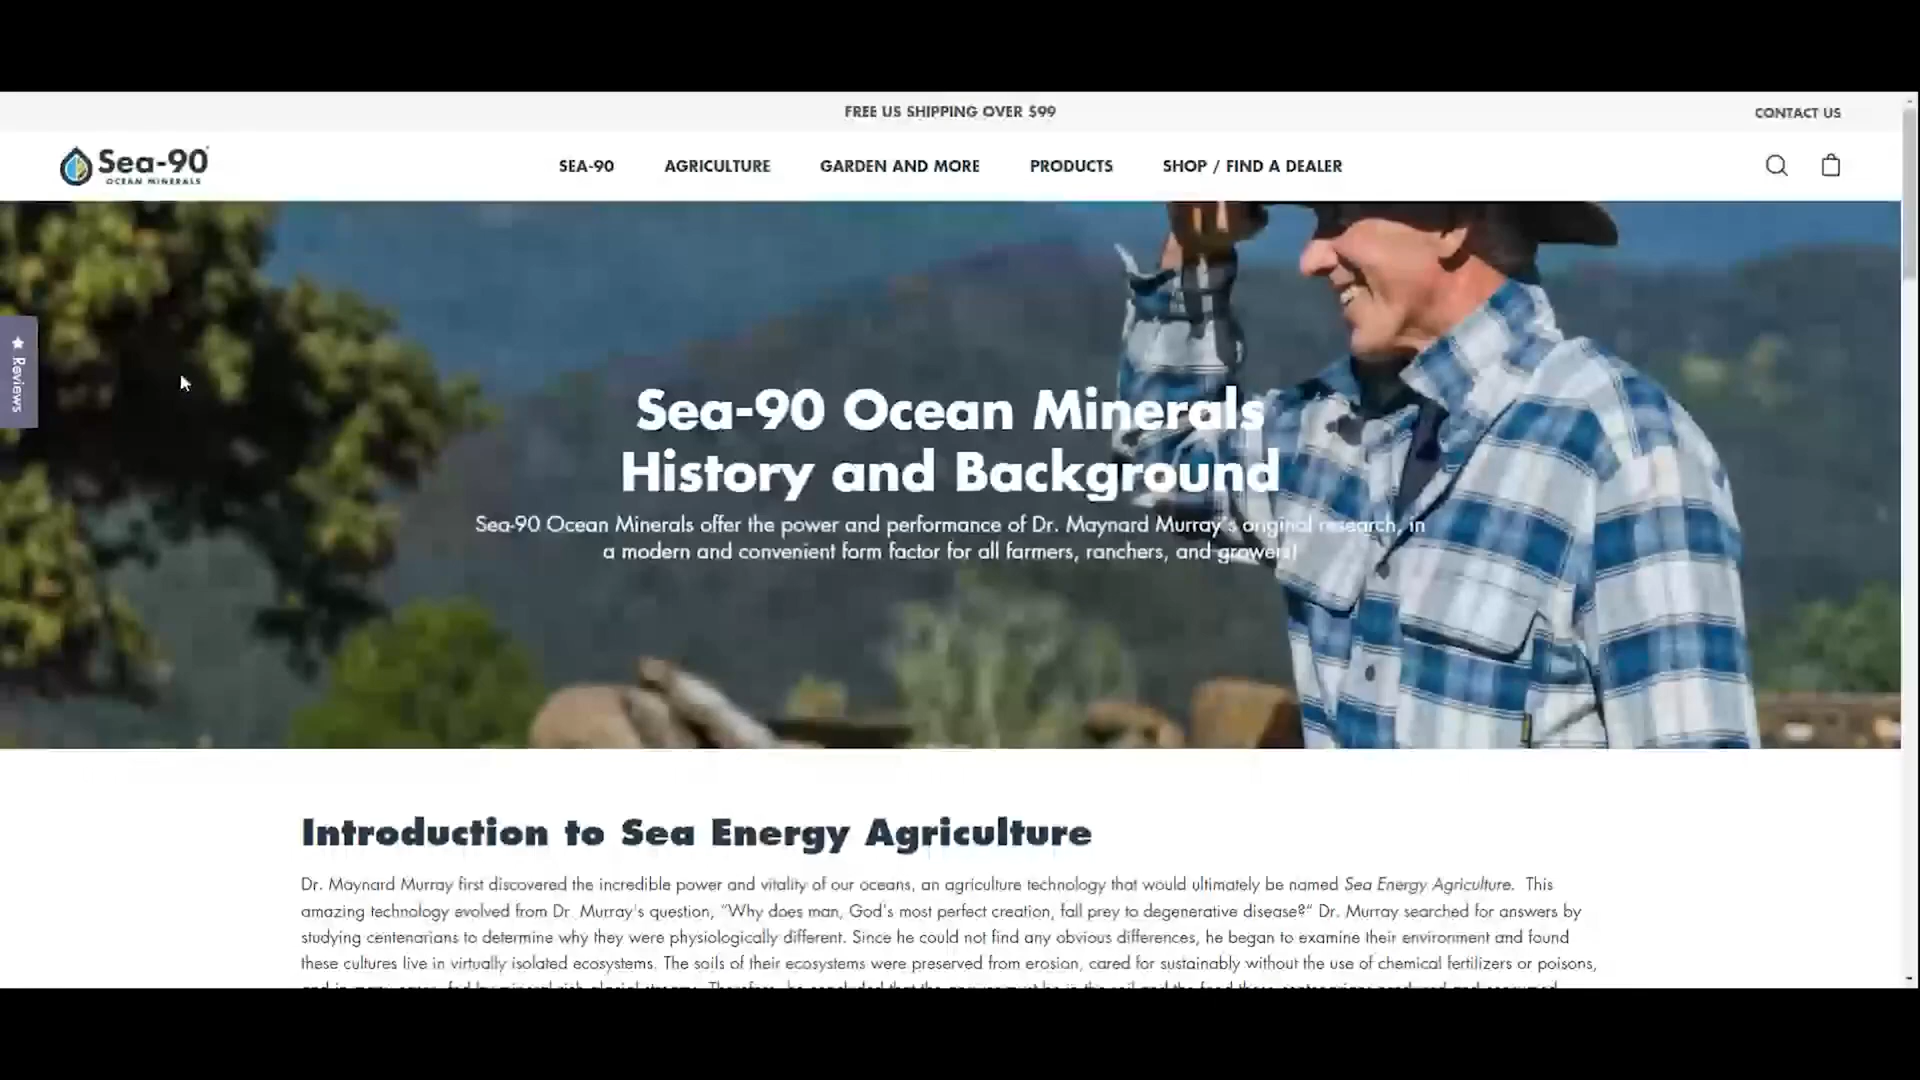 FREE US SHIPPING OVER $99
CONTACT US
Sea-90
OCEAN MINERALS
SEA-90
AGRICULTURE
GARDEN AND MORE
PRODUCTS
SHOP / FIND A DEALER
Reviews
Sea-90 Ocean Minerals
History and Background
Sea-90 Ocean Minerals offer the power and performance of Dr. Maynard Murray's original research, in
a modern and convenient form factor for all farmers, ranchers, and growers!
Introduction to Sea Energy Agriculture
Dr. Maynard Murray first discovered the incredible power and vitality of our oceans, an agriculture technology that would ultimately be named Sea Energy Agriculture. This
amazing technology evolved from Dr. Murray's question, "Why does man, God's most perfect creation, fall prey to degenerative disease?" Dr. Murray searched for answers by
studying centenarians to determine why they were physiologically different. Since he could not find any obvious differences, he began to examine their environment and found
these cultures live in virtually isolated ecosystems. The soils of their ecosystems were preserved from erosion, cared for sustainably without the use of chemical fertilizers or poisons,